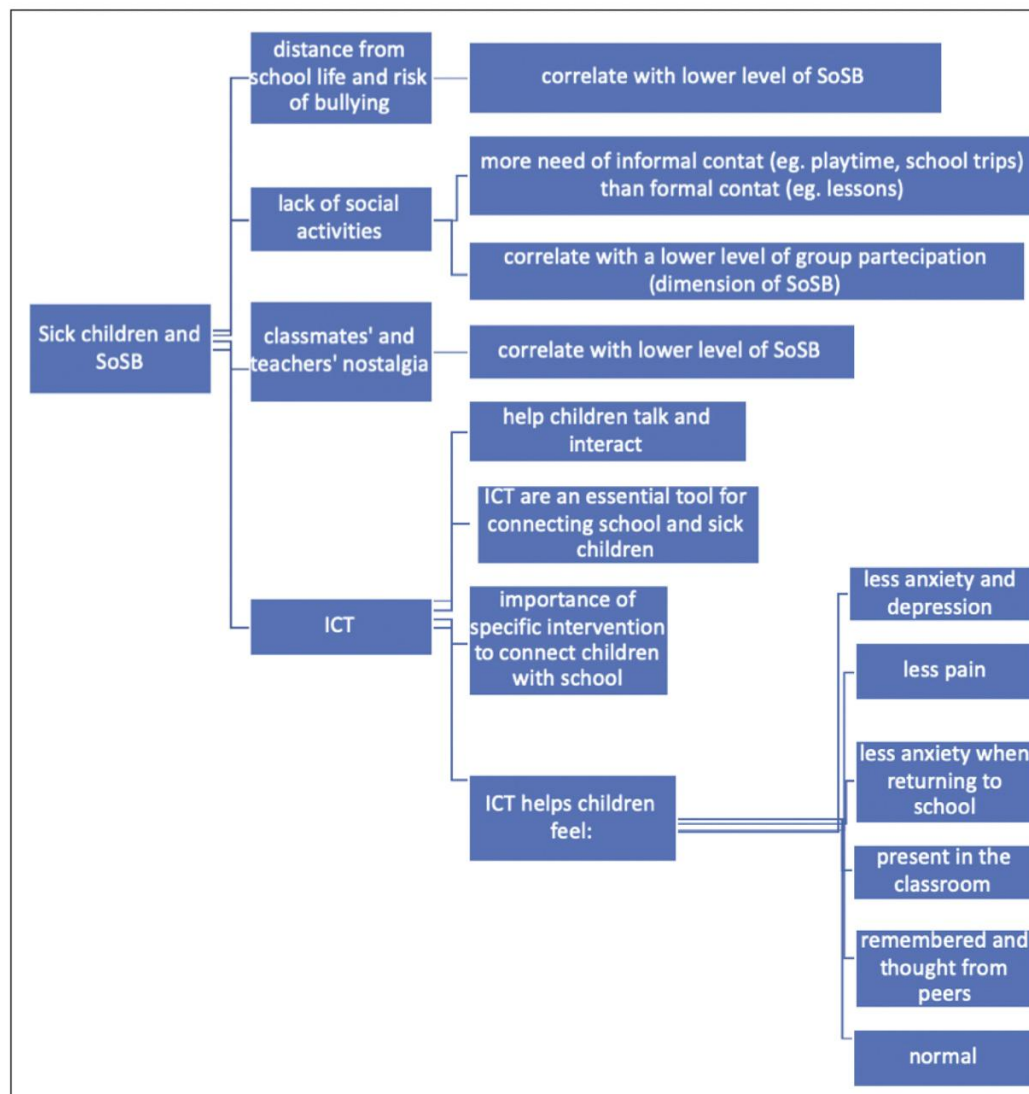 distance from
school life and risk
of bullying
correlate with lower level of SoSB
more need of informal contat (eg. playtime, school trips)
than formal contat (eg. lessons)
lack of social
activities
correlate with a lower level of group partecipation
(dimension of SoSB)
Sick children and
SoSB
classmates' and
teachers' nostalgia
correlate with lower level of SoSB
help children talk and
interact
ICT are an essential tool for
connecting school and sick
children
ICT
importance of
specific intervention
to connect children
with school
ICT helps children
feel:
less anxiety and
depression
less pain
less anxiety when
returning to
school
present in the
classroom
remembered and
thought from
peers
normal